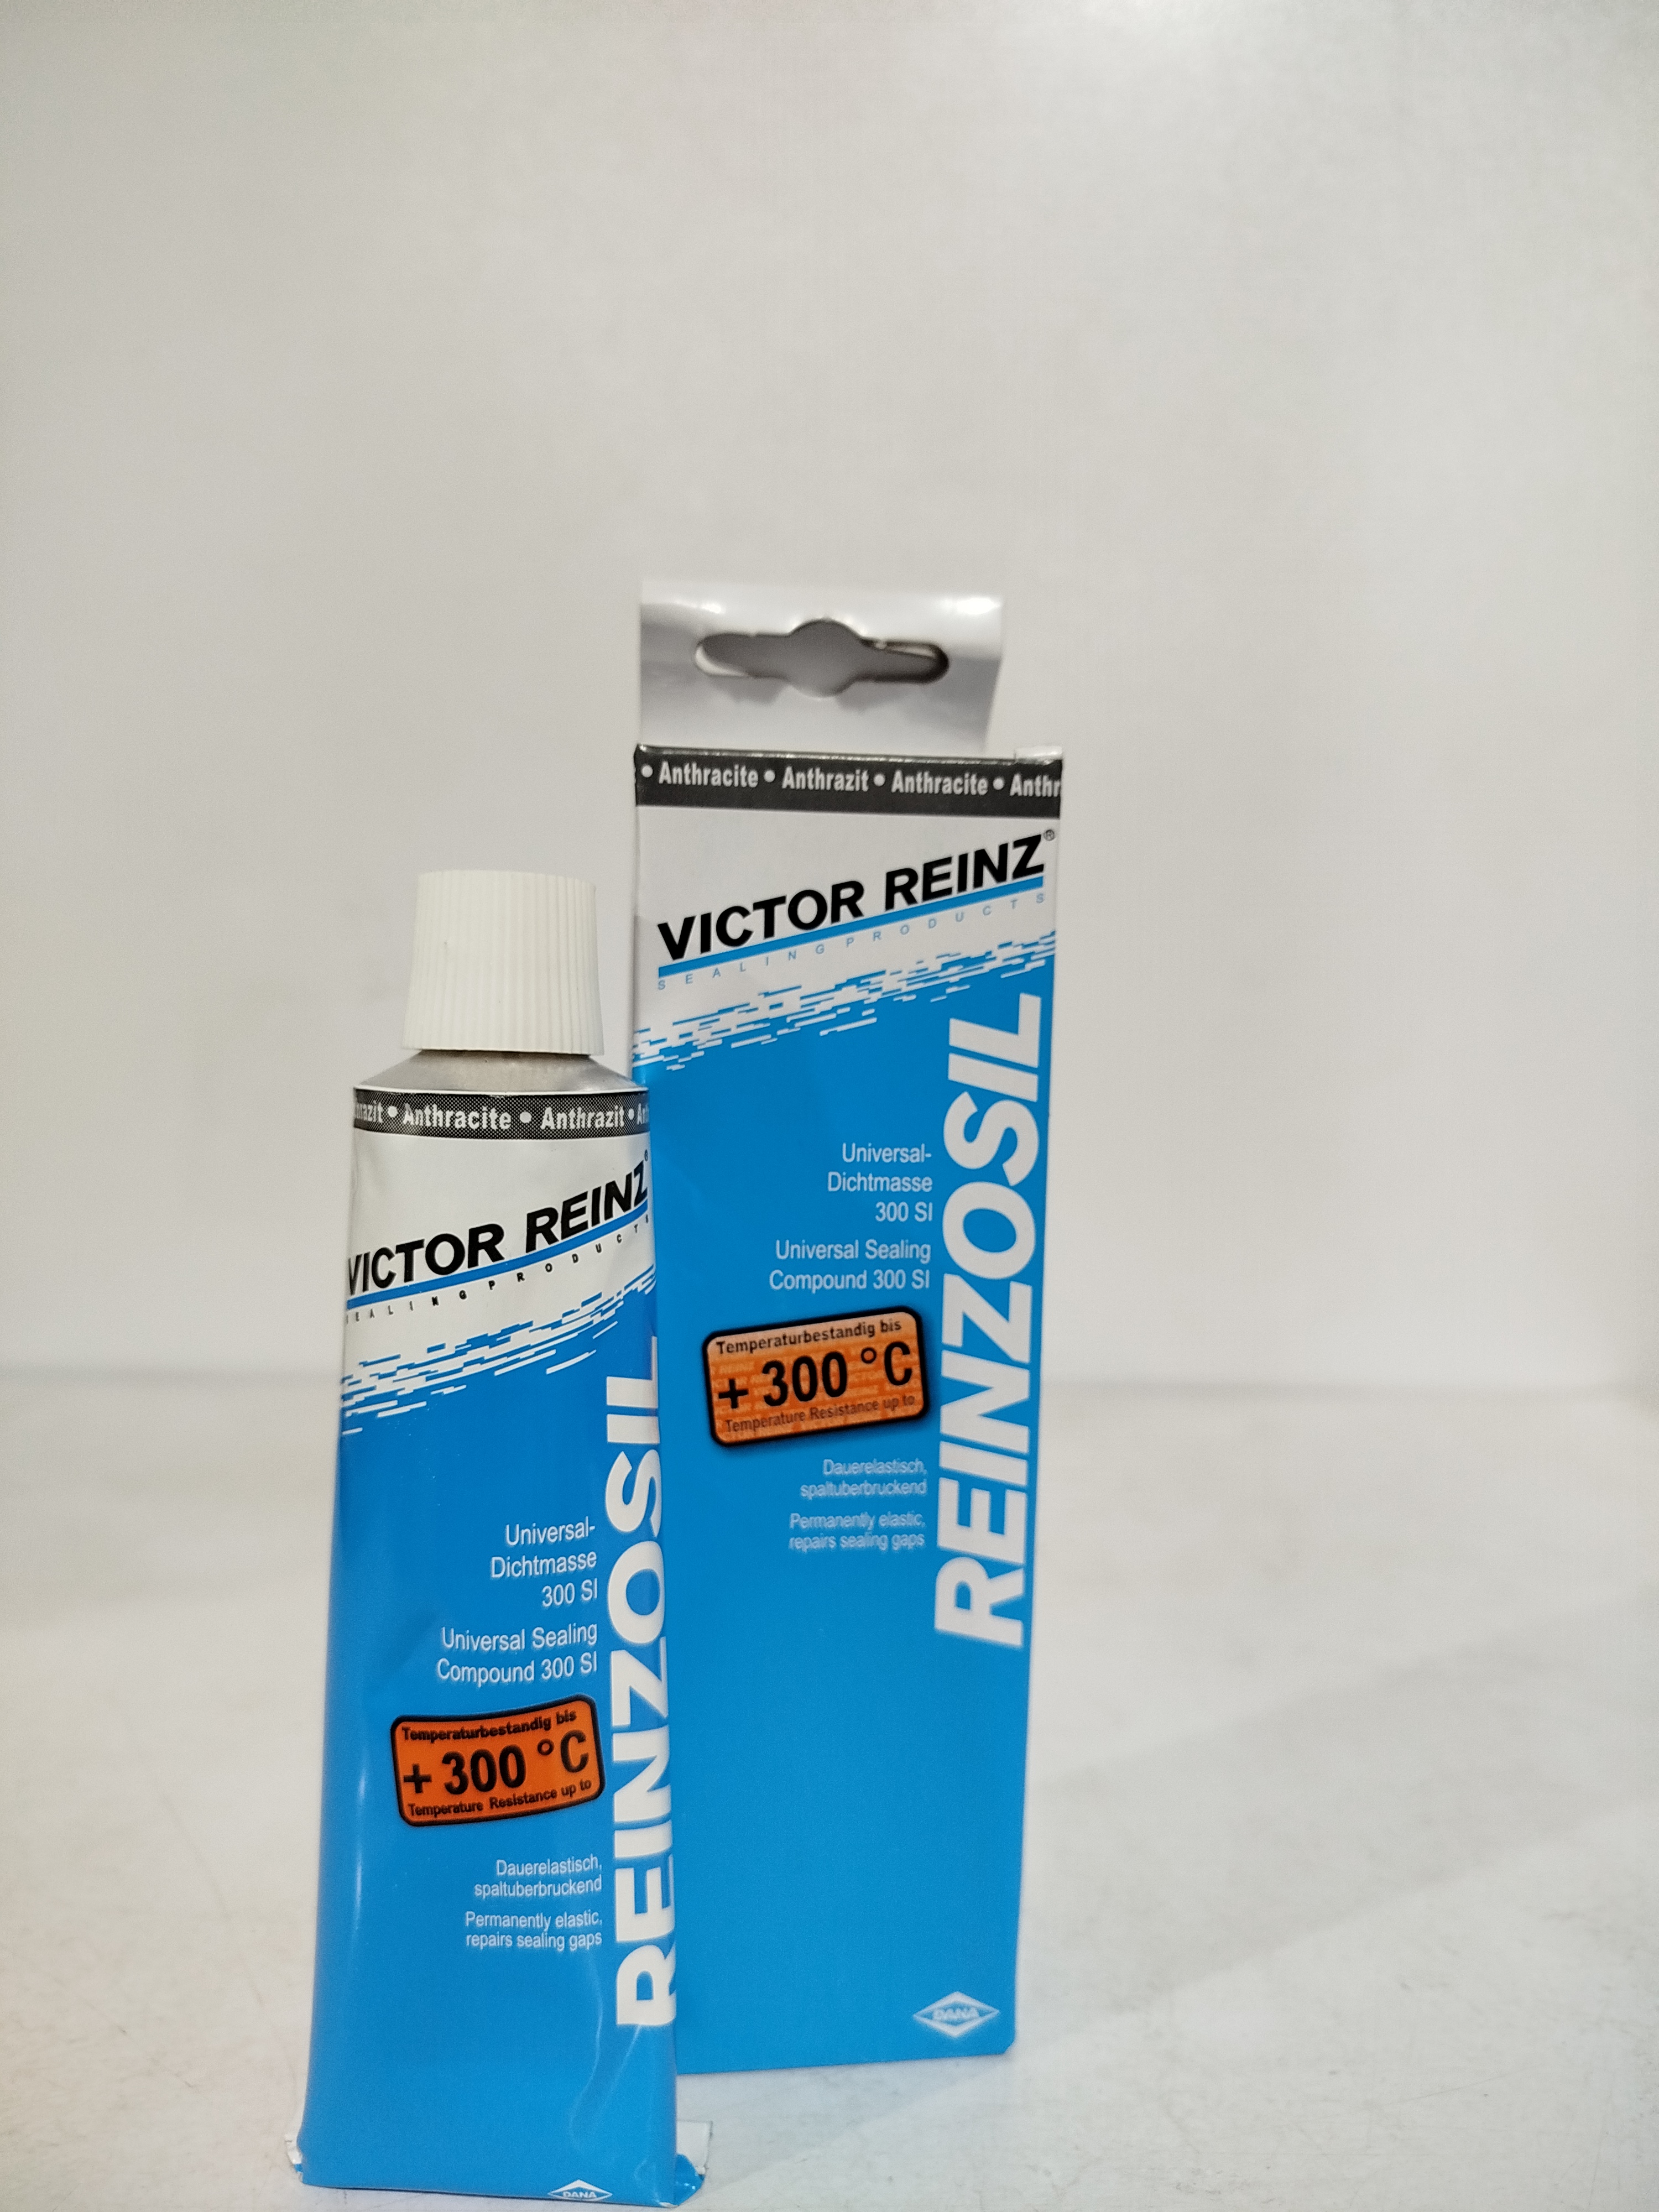 • Anthracite • Anthrazit • Anthracite • Anthr
VICTOR REINZ®
SEALING PRODUCTS
REINZOSIL
Universal-
Dichtmasse
300 SI
Universal Sealing
Compound 300 SI
Temperaturbestandig bis
+ 300 °C
Temperature Resistance up to
Dauerelastisch,
spaltuberbruckend
Permanently elastic,
repairs sealing gaps
DANA
hrazit • Anthracite • Anthrazit • An
VICTOR REINZ®
SEALING PRODUCTS
REINZOSIL
Universal-
Dichtmasse
300 SI
Universal Sealing
Compound 300 SI
Temperaturbestandig bis
+ 300 °C
Temperature Resistance up to
Dauerelastisch,
spaltuberbruckend
Permanently elastic,
repairs sealing gaps
DANA